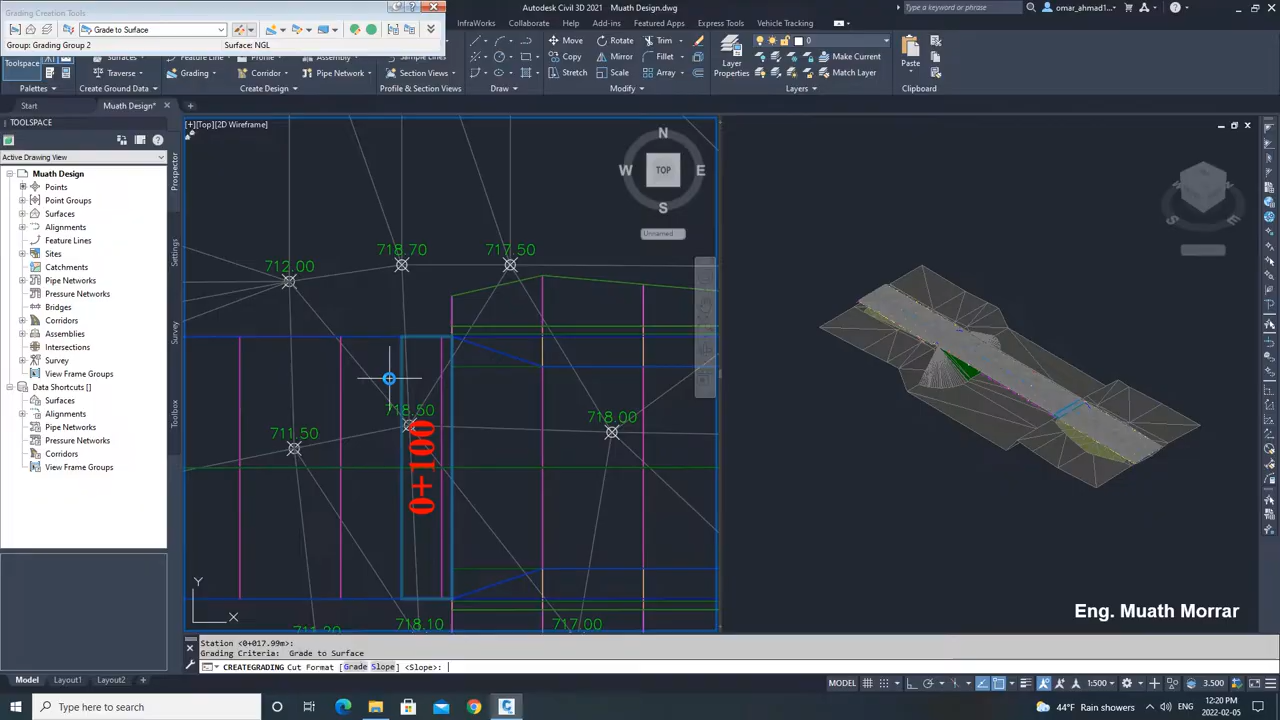 Grading Creation Tools
Autodesk Civil 3D 2021 Muath Design.dwg
Type a keyword or phrase
omar_ahmad1...
Grade to Surface
Group: Grading Group 2
Surface: NGL
InfraWorks Collaborate Help Add-ins Featured Apps Express Tools Vehicle Tracking
Move Rotate Trim
Copy Mirror Fillet
Stretch Scale Array
Toolspace
Traverse
Grading Corridor Pipe Network
Section Views
Layer
Properties
0
Make Current
Match Layer
Paste
Palettes
Create Ground Data
Create Design
Profile & Section Views
Draw
Modify
Layers
Clipboard
Start
Muath Design*
TOOLSPACE
Active Drawing View
Muath Design
Points
Point Groups
Surfaces
Alignments
Feature Lines
Sites
Catchments
Pipe Networks
Pressure Networks
Bridges
Corridors
Assemblies
Intersections
Survey
View Frame Groups
Data Shortcuts []
Surfaces
Alignments
Pipe Networks
Pressure Networks
Corridors
View Frame Groups
Prospector
Settings
Survey
Toolbox
[+][Top][2D Wireframe]
N
W TOP E
S
Unnamed
712.00
718.70
717.50
711.50
718.50
718.00
0+100
718.10
717.00
Y
X
Eng. Muath Morrar
Station <0+017.99m>:
Grading Criteria: Grade to Surface
CREATEGRADING Cut Format [Grade Slope] <Slope>:
Model Layout1 Layout2
MODEL
1:500
3.500
Type here to search
44°F Rain showers
12:20 PM
2022-02-05